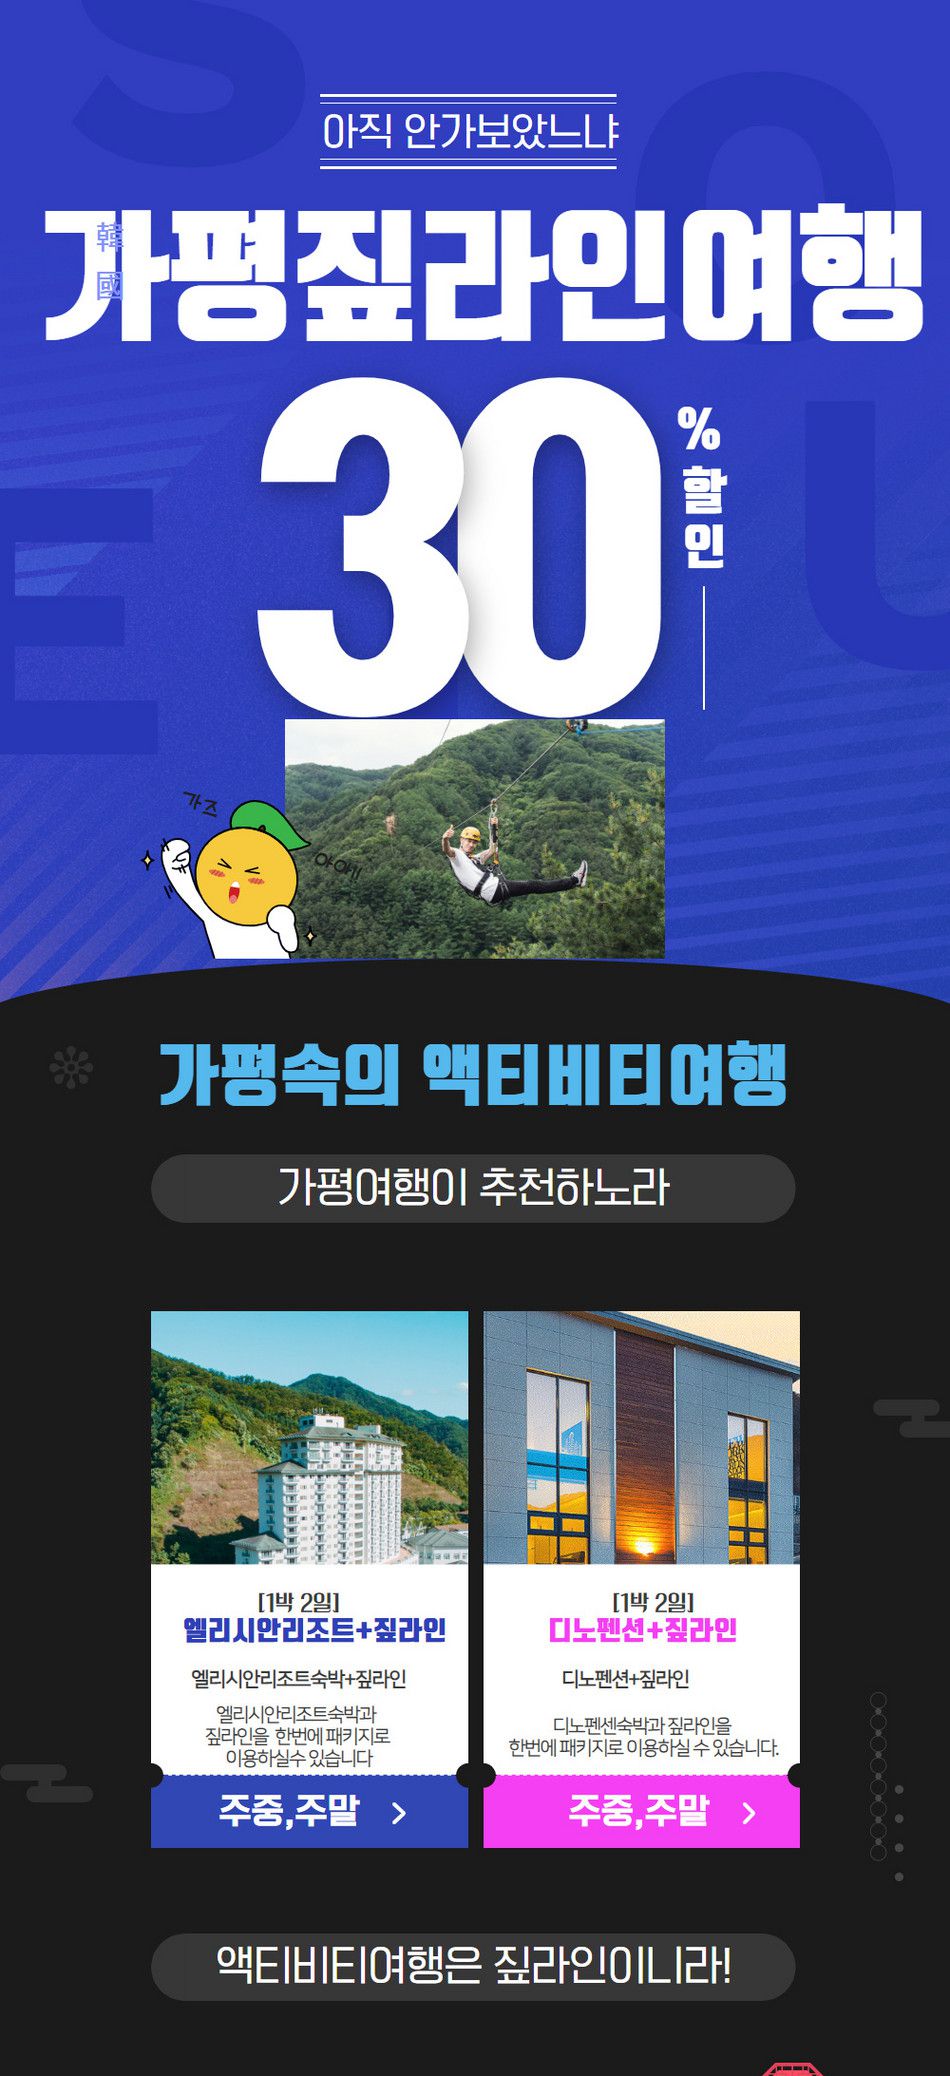 아직 안가보았느냐
韓
國
가평짚라인여행
30
%
할
인
가즈
아아!!
가평속의 액티비티여행
가평여행이 추천하노라
[1박 2일]
엘리시안리조트+짚라인
엘리시안리조트숙박+짚라인
엘리시안리조트숙박과
짚라인을 한번에 패키지로
이용하실수 있습니다
주중,주말
[1박 2일]
디노펜션+짚라인
디노펜션+짚라인
디노펜센숙박과 짚라인을
한번에 패키지로 이용하실 수 있습니다.
주중,주말
액티비티여행은 짚라인이니라!
S
O
E
U